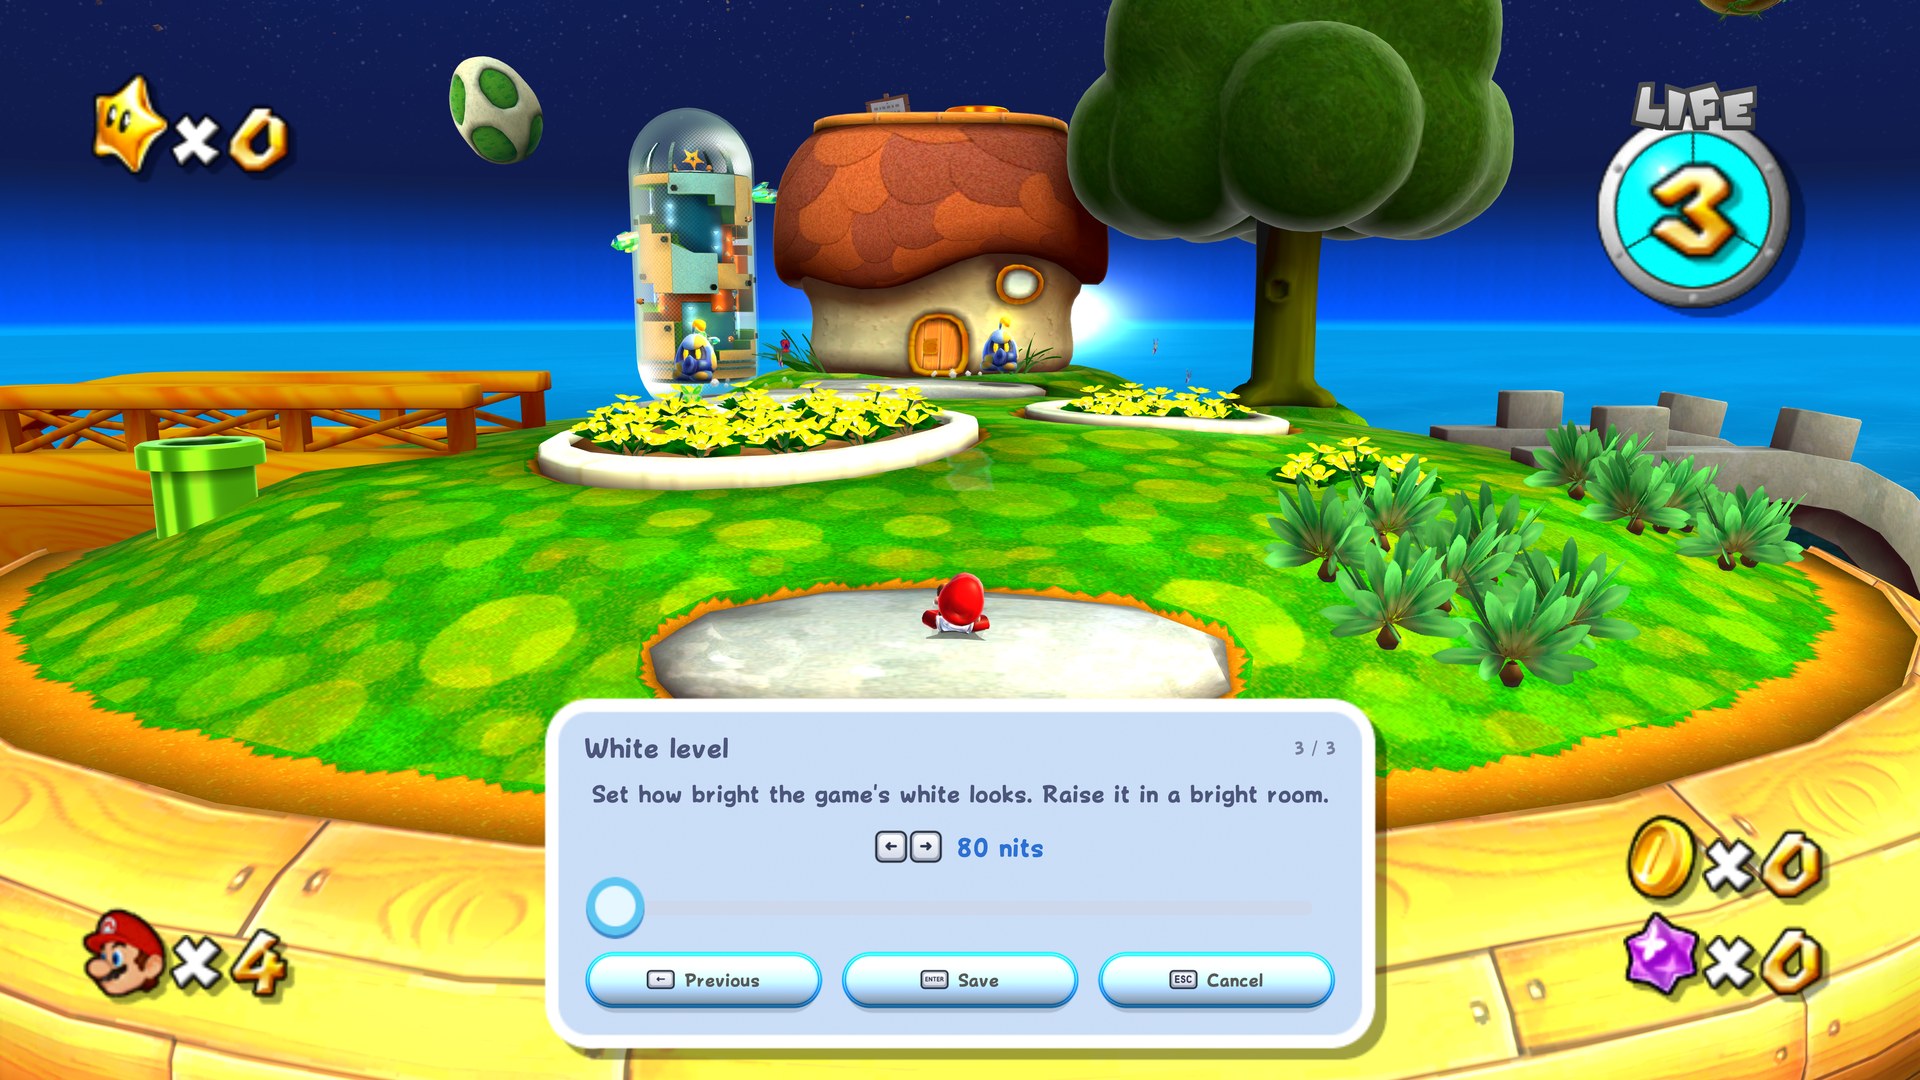 ×0
LIFE
3
White level
3 / 3
Set how bright the game's white looks. Raise it in a bright room.
← → 80 nits
← Previous
ENTER Save
ESC Cancel
×0
×4
×0